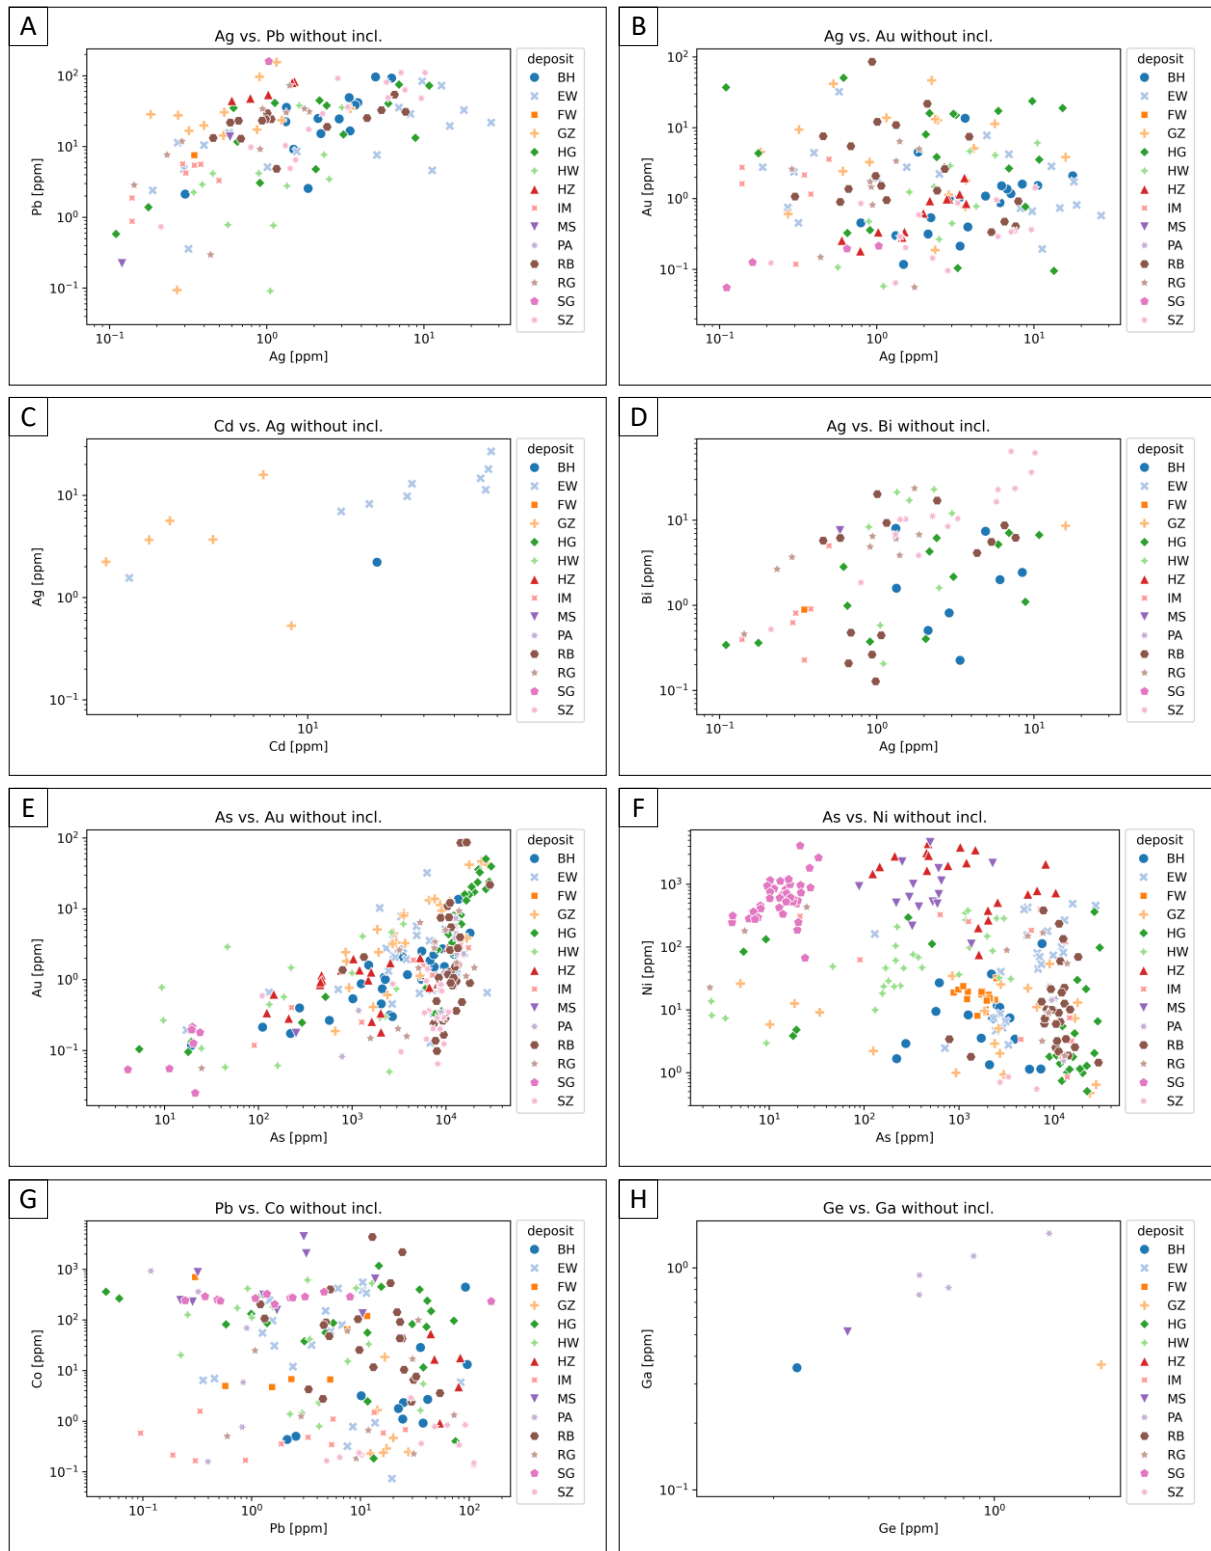 A
Ag vs. Pb without incl.
Pb [ppm]
10² 10¹ 10⁰ 10⁻¹
10⁻¹ 10⁰ 10¹
Ag [ppm]
deposit
BH
EW
FW
GZ
HG
HW
HZ
IM
MS
PA
RB
RG
SG
SZ
B
Ag vs. Au without incl.
Au [ppm]
10² 10¹ 10⁰ 10⁻¹
10⁻¹ 10⁰ 10¹
Ag [ppm]
deposit
BH
EW
FW
GZ
HG
HW
HZ
IM
MS
PA
RB
RG
SG
SZ
C
Cd vs. Ag without incl.
Ag [ppm]
10¹ 10⁰ 10⁻¹
10¹
Cd [ppm]
deposit
BH
EW
FW
GZ
HG
HW
HZ
IM
MS
PA
RB
RG
SG
SZ
D
Ag vs. Bi without incl.
Bi [ppm]
10¹ 10⁰ 10⁻¹
10⁻¹ 10⁰ 10¹
Ag [ppm]
deposit
BH
EW
FW
GZ
HG
HW
HZ
IM
MS
PA
RB
RG
SG
SZ
E
As vs. Au without incl.
Au [ppm]
10² 10¹ 10⁰ 10⁻¹
10¹ 10² 10³ 10⁴
As [ppm]
deposit
BH
EW
FW
GZ
HG
HW
HZ
IM
MS
PA
RB
RG
SG
SZ
F
As vs. Ni without incl.
Ni [ppm]
10³ 10² 10¹ 10⁰
10¹ 10² 10³ 10⁴
As [ppm]
deposit
BH
EW
FW
GZ
HG
HW
HZ
IM
MS
PA
RB
RG
SG
SZ
G
Pb vs. Co without incl.
Co [ppm]
10³ 10² 10¹ 10⁰ 10⁻¹
10⁻¹ 10⁰ 10¹ 10²
Pb [ppm]
deposit
BH
EW
FW
GZ
HG
HW
HZ
IM
MS
PA
RB
RG
SG
SZ
H
Ge vs. Ga without incl.
Ga [ppm]
10⁰ 10⁻¹
10⁰
Ge [ppm]
deposit
BH
EW
FW
GZ
HG
HW
HZ
IM
MS
PA
RB
RG
SG
SZ